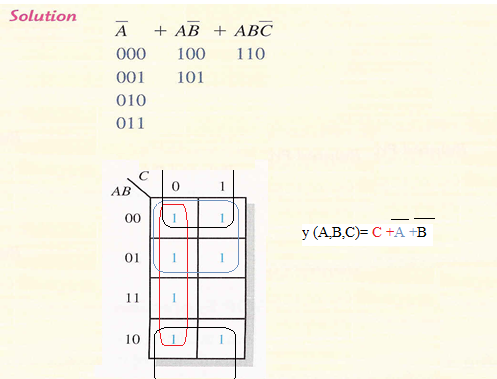 Solution
A̅ + AB̅ + ABC̅
000 100 110
001 101
010
011
C
AB 0 1
00 1 1
01 1 1
11 1
10 1 1
y (A,B,C)= C +A̅ +B̅